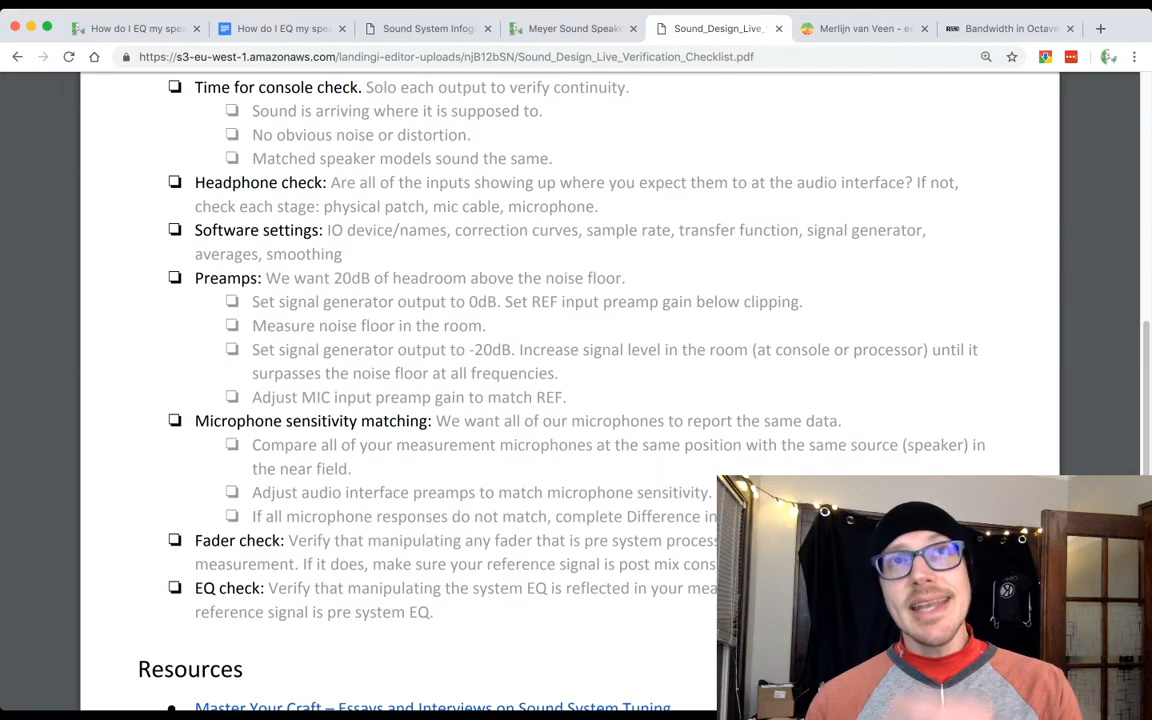 How do I EQ my spe
How do I EQ my spe
Sound System Infog
Meyer Sound Speak
Sound_Design_Live_
Merlijn van Veen - e
Bandwidth in Octave
https://s3-eu-west-1.amazonaws.com/landingi-editor-uploads/njB12bSN/Sound_Design_Live_Verification_Checklist.pdf
Time for console check. Solo each output to verify continuity.
Sound is arriving where it is supposed to.
No obvious noise or distortion.
Matched speaker models sound the same.
Headphone check: Are all of the inputs showing up where you expect them to at the audio interface? If not,
check each stage: physical patch, mic cable, microphone.
Software settings: IO device/names, correction curves, sample rate, transfer function, signal generator,
averages, smoothing
Preamps: We want 20dB of headroom above the noise floor.
Set signal generator output to 0dB. Set REF input preamp gain below clipping.
Measure noise floor in the room.
Set signal generator output to -20dB. Increase signal level in the room (at console or processor) until it
surpasses the noise floor at all frequencies.
Adjust MIC input preamp gain to match REF.
Microphone sensitivity matching: We want all of our microphones to report the same data.
Compare all of your measurement microphones at the same position with the same source (speaker) in
the near field.
Adjust audio interface preamps to match microphone sensitivity.
If all microphone responses do not match, complete Difference in
Fader check: Verify that manipulating any fader that is pre system process
measurement. If it does, make sure your reference signal is post mix cons
EQ check: Verify that manipulating the system EQ is reflected in your mea
reference signal is pre system EQ.
Resources
Master Your Craft – Essays and Interviews on Sound System Tuning